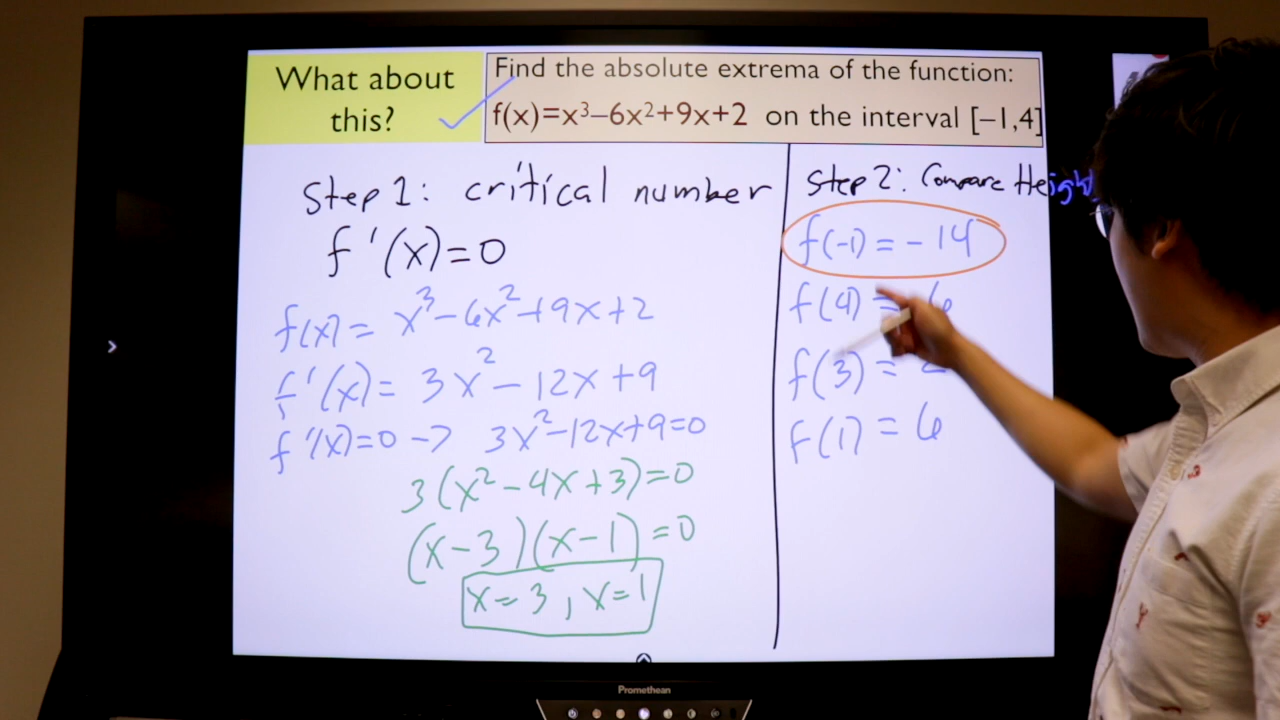 What about
this?
Find the absolute extrema of the function:
f(x)=x³–6x²+9x+2 on the interval [–1,4]
Step 1: critical number
f'(x)=0
f(x) = x³-6x²+9x+2
f'(x) = 3x²-12x+9
f'(x)=0 → 3x²-12x+9=0
3(x²-4x+3)=0
(x-3)(x-1)=0
x=3, x=1
Step 2: Compare Height
f(-1) = -14
f(4) = 6
f(3) =
f(1) = 6
Promethean